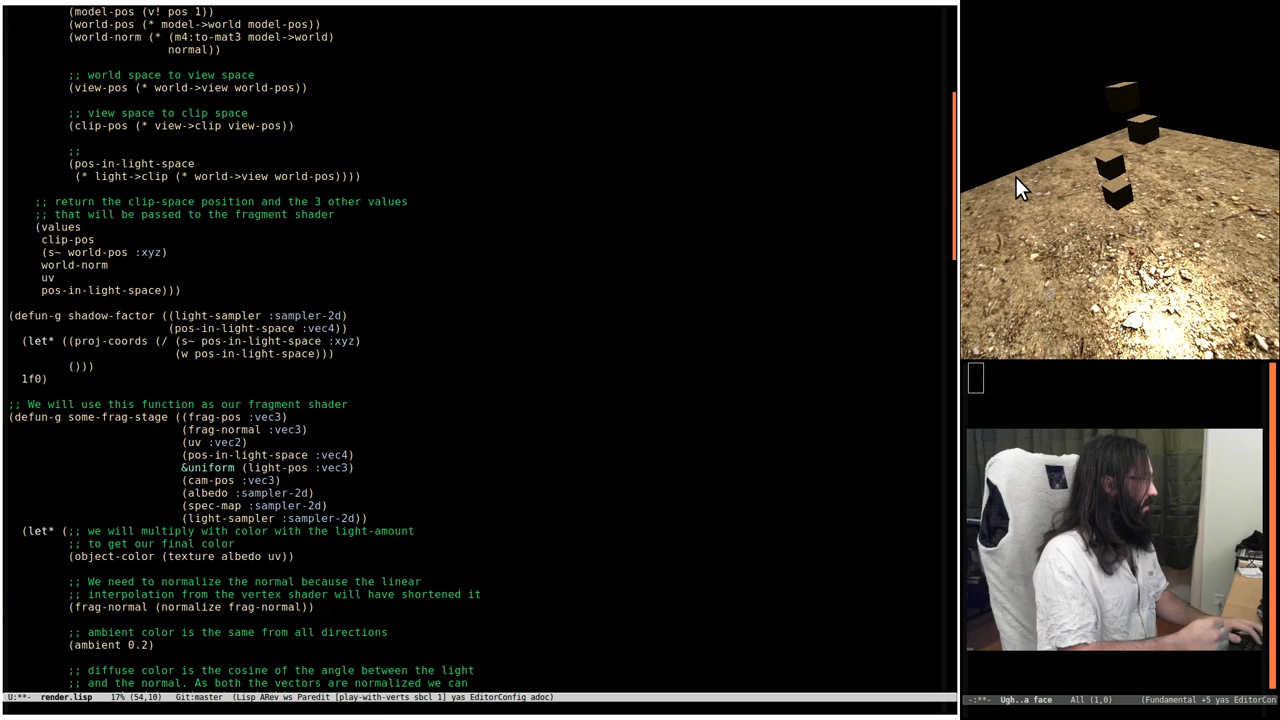 (model-pos (v! pos 1))
(world-pos (* model->world model-pos))
(world-norm (* (m4:to-mat3 model->world)
normal))
;; world space to view space
(view-pos (* world->view world-pos))
;; view space to clip space
(clip-pos (* view->clip view-pos))
;;
(pos-in-light-space
(* light->clip (* world->view world-pos))))
;; return the clip-space position and the 3 other values
;; that will be passed to the fragment shader
(values
clip-pos
(s~ world-pos :xyz)
world-norm
uv
pos-in-light-space)))
(defun-g shadow-factor ((light-sampler :sampler-2d)
(pos-in-light-space :vec4))
(let* ((proj-coords (/ (s~ pos-in-light-space :xyz)
(w pos-in-light-space)))
()))
1f0)
;; We will use this function as our fragment shader
(defun-g some-frag-stage ((frag-pos :vec3)
(frag-normal :vec3)
(uv :vec2)
(pos-in-light-space :vec4)
&uniform (light-pos :vec3)
(cam-pos :vec3)
(albedo :sampler-2d)
(spec-map :sampler-2d)
(light-sampler :sampler-2d))
(let* (;; we will multiply with color with the light-amount
;; to get our final color
(object-color (texture albedo uv))
;; We need to normalize the normal because the linear
;; interpolation from the vertex shader will have shortened it
(frag-normal (normalize frag-normal))
;; ambient color is the same from all directions
(ambient 0.2)
;; diffuse color is the cosine of the angle between the light
;; and the normal. As both the vectors are normalized we can
U:**-  render.lisp    17% (54,10)   Git:master  (Lisp ARev ws Paredit [play-with-verts sbcl 1] yas EditorConfig adoc)
-:**-  Ugh..a face    All (1,0)      (Fundamental +5 yas EditorCon